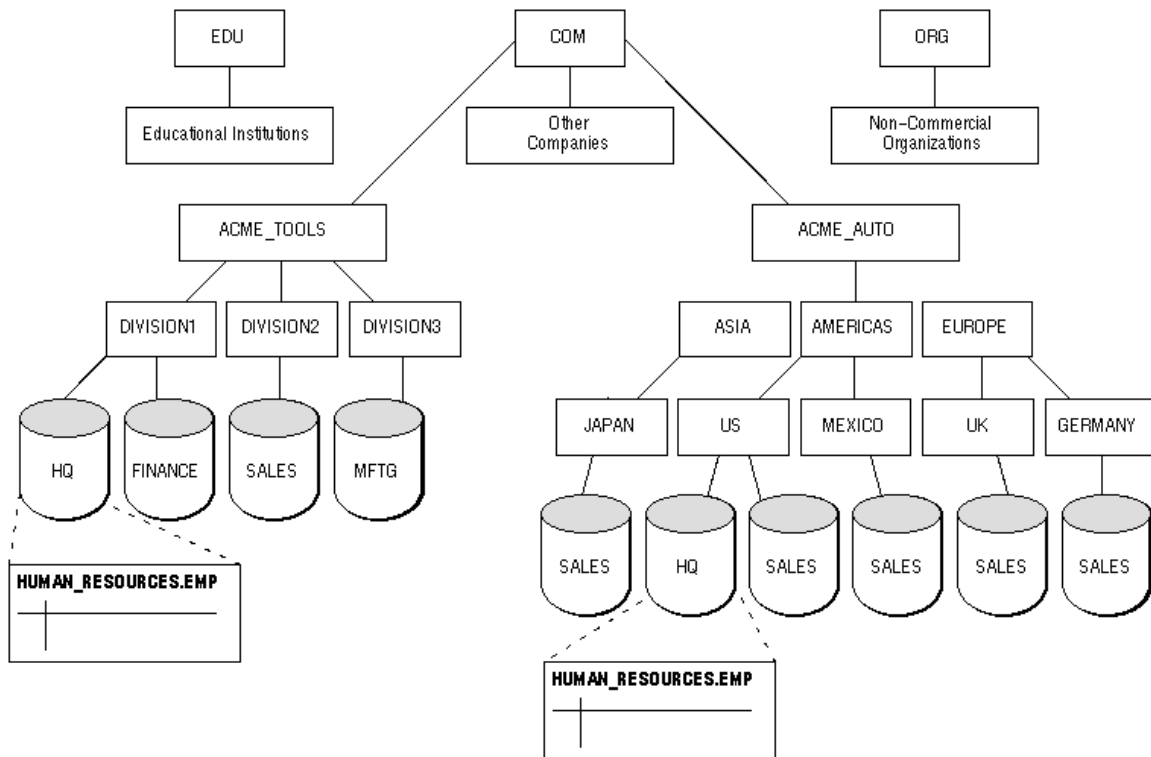 EDU
COM
ORG
Educational Institutions
Other
Companies
Non-Commercial
Organizations
ACME_TOOLS
ACME_AUTO
DIVISION1
DIVISION2
DIVISION3
ASIA
AMERICAS
EUROPE
JAPAN
US
MEXICO
UK
GERMANY
HQ
FINANCE
SALES
MFTG
SALES
HQ
SALES
SALES
SALES
SALES
HUMAN_RESOURCES.EMP
HUMAN_RESOURCES.EMP